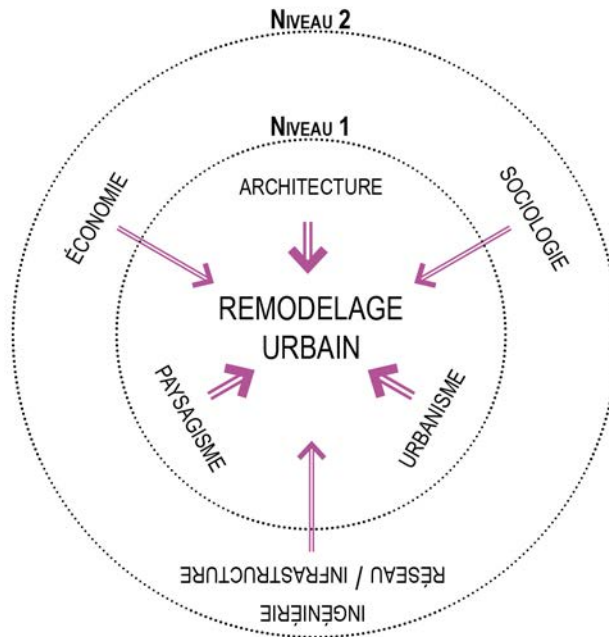 NIVEAU 2
NIVEAU 1
ARCHITECTURE
ÉCONOMIE
SOCIOLOGIE
REMODELAGE
URBAIN
PAYSAGISME
URBANISME
RÉSEAU / INFRASTRUCTURE
INGÉNIÉRIE